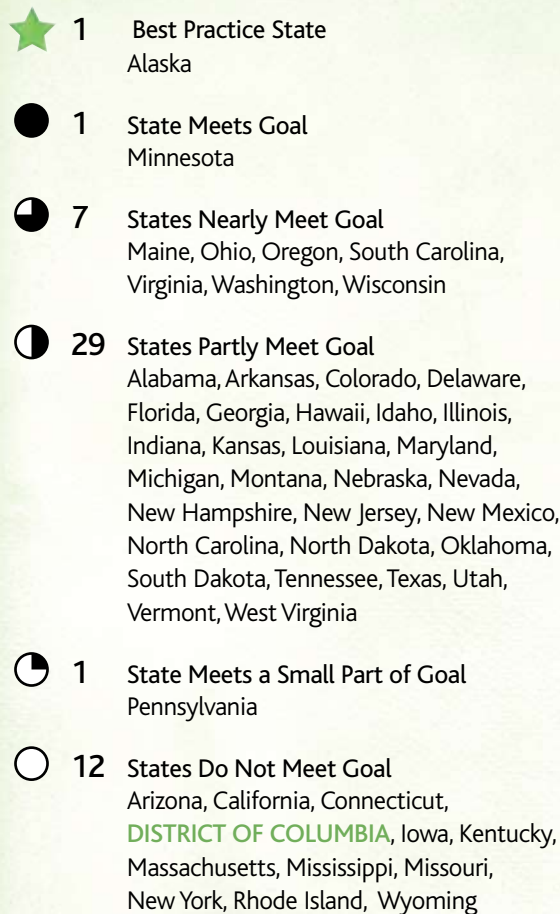 1 Best Practice State
Alaska
1 State Meets Goal
Minnesota
7 States Nearly Meet Goal
Maine, Ohio, Oregon, South Carolina,
Virginia, Washington, Wisconsin
29 States Partly Meet Goal
Alabama, Arkansas, Colorado, Delaware,
Florida, Georgia, Hawaii, Idaho, Illinois,
Indiana, Kansas, Louisiana, Maryland,
Michigan, Montana, Nebraska, Nevada,
New Hampshire, New Jersey, New Mexico,
North Carolina, North Dakota, Oklahoma,
South Dakota, Tennessee, Texas, Utah,
Vermont, West Virginia
1 State Meets a Small Part of Goal
Pennsylvania
12 States Do Not Meet Goal
Arizona, California, Connecticut,
DISTRICT OF COLUMBIA, Iowa, Kentucky,
Massachusetts, Mississippi, Missouri,
New York, Rhode Island, Wyoming